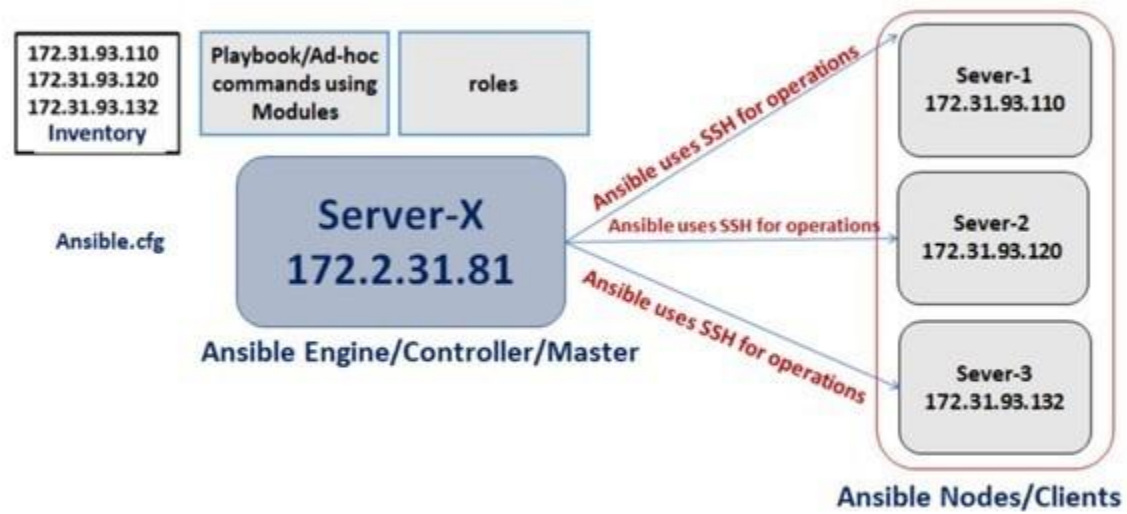 172.31.93.110
172.31.93.120
172.31.93.132
Inventory
Playbook/Ad-hoc
commands using
Modules
roles
Ansible.cfg
Server-X
172.2.31.81
Ansible Engine/Controller/Master
Ansible uses SSH for operations
Ansible uses SSH for operations
Ansible uses SSH for operations
Sever-1
172.31.93.110
Sever-2
172.31.93.120
Sever-3
172.31.93.132
Ansible Nodes/Clients